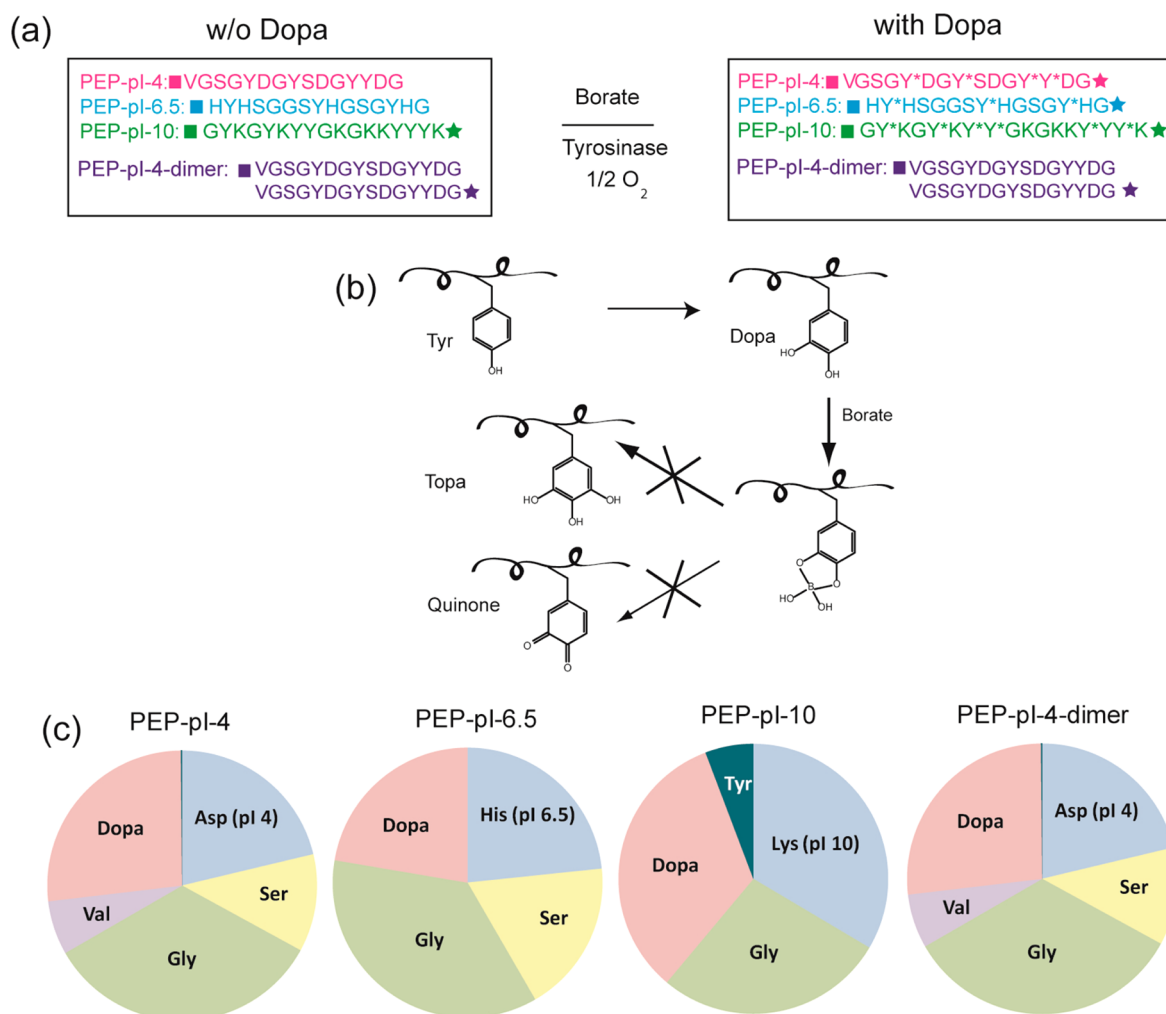 (a)
w/o Dopa
PEP-pI-4:■VGSGYDGYSDGYYDG
PEP-pI-6.5: ■ HYHSGGSYHGSGYHG
PEP-pI-10: ■ GYKGYKYYGKGKKYYYK★
PEP-pI-4-dimer: ■ VGSGYDGYSDGYYDG
VGSGYDGYSDGYYDG★
Borate
Tyrosinase
1/2 O₂
with Dopa
PEP-pI-4:■VGSGY*DGY*SDGY*Y*DG★
PEP-pI-6.5:■ HY*HSGGSY*HGSGY*HG★
PEP-pI-10: ■ GY*KGY*KY*Y*GKGKKY*YY*K★
PEP-pI-4-dimer: ■ VGSGYDGYSDGYYDG
VGSGYDGYSDGYYDG ★
(b)
Tyr
OH
Dopa
HO
OH
Borate
Topa
HO
OH
OH
O
B
O
HO
OH
Quinone
O
O
(c)
PEP-pI-4
Dopa
Asp (pI 4)
Ser
Val
Gly
PEP-pI-6.5
Dopa
His (pI 6.5)
Ser
Gly
PEP-pI-10
Tyr
Lys (pI 10)
Dopa
Gly
PEP-pI-4-dimer
Dopa
Asp (pI 4)
Ser
Val
Gly